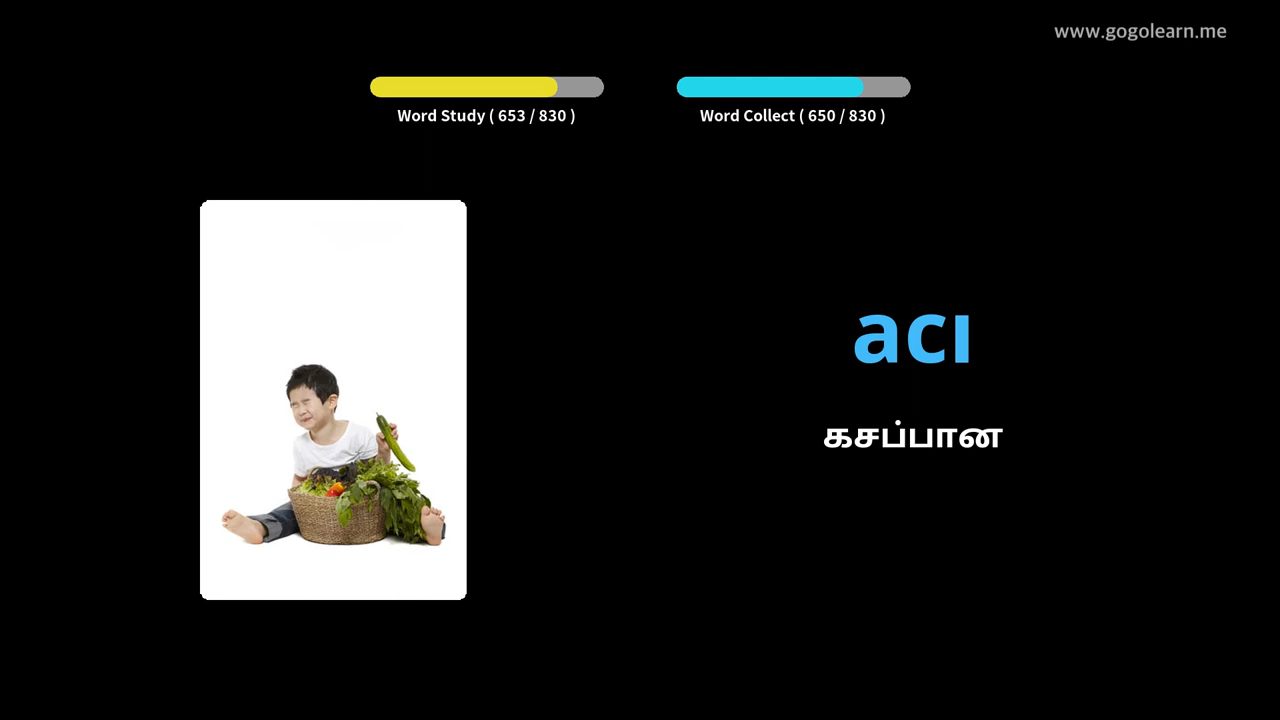 www.gogolearn.me
Word Study ( 653 / 830 )
Word Collect ( 650 / 830 )
acı
கசப்பான